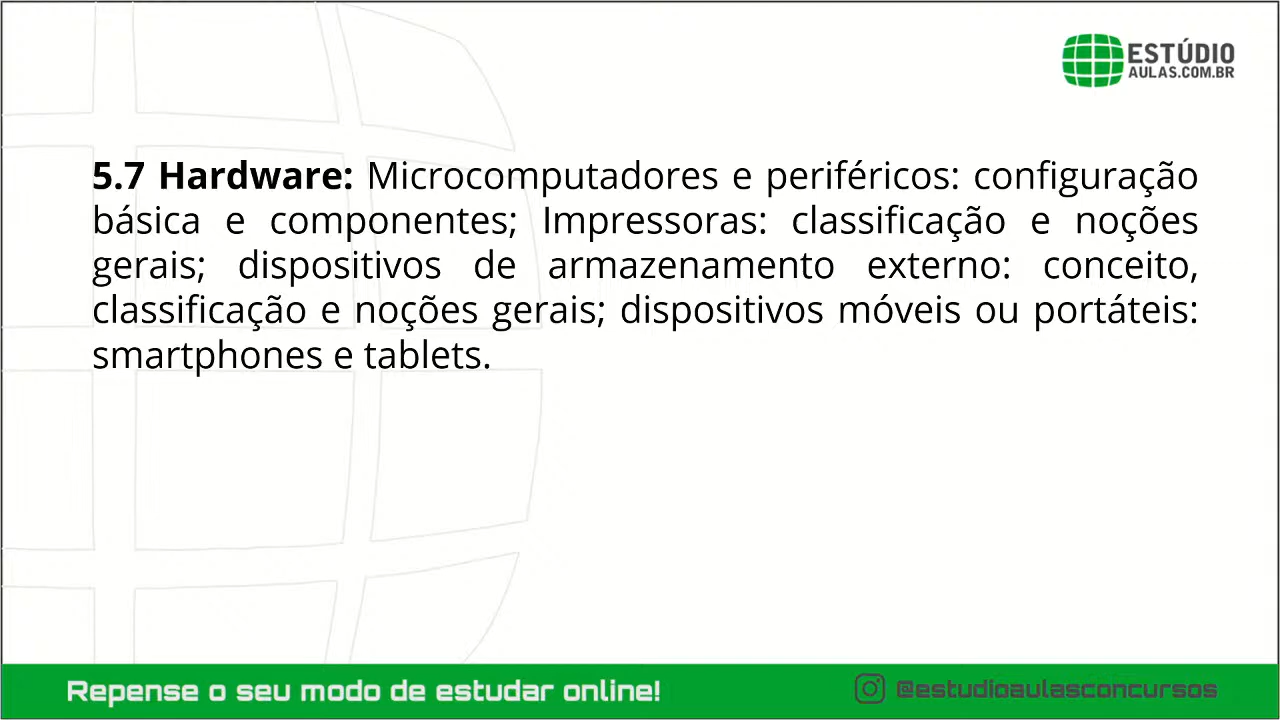 ESTÚDIO
AULAS.COM.BR
5.7 Hardware: Microcomputadores e periféricos: configuração
básica e componentes; Impressoras: classificação e noções
gerais; dispositivos de armazenamento externo: conceito,
classificação e noções gerais; dispositivos móveis ou portáteis:
smartphones e tablets.
Repense o seu modo de estudar online!
@estudioaulasconcursos